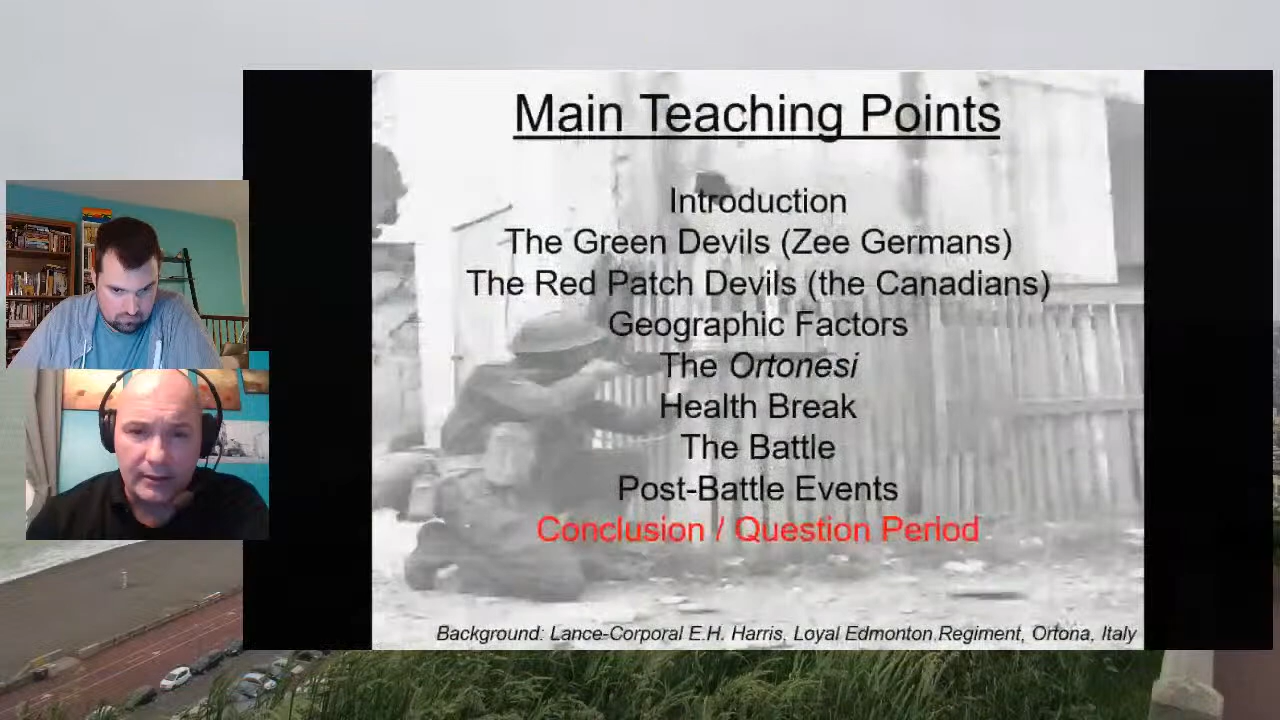 Main Teaching Points
Introduction
The Green Devils (Zee Germans)
The Red Patch Devils (the Canadians)
Geographic Factors
The Ortonesi
Health Break
The Battle
Post-Battle Events
Conclusion / Question Period
Background: Lance-Corporal E.H. Harris, Loyal Edmonton Regiment, Ortona, Italy